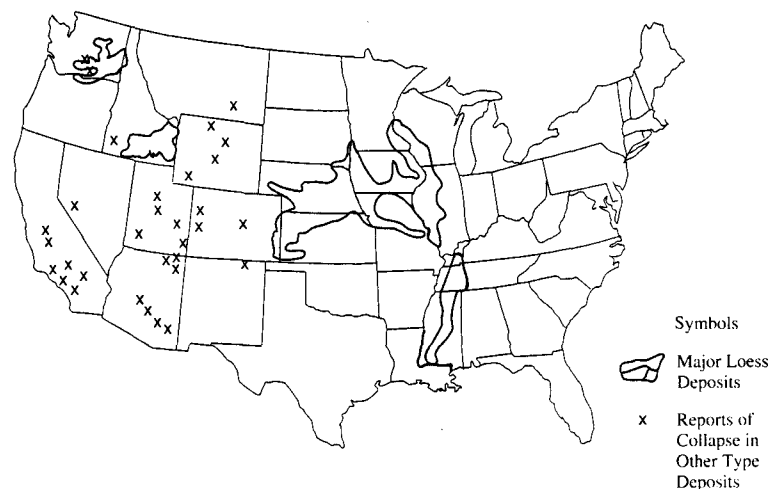 Symbols
Major Loess
Deposits
x Reports of
Collapse in
Other Type
Deposits